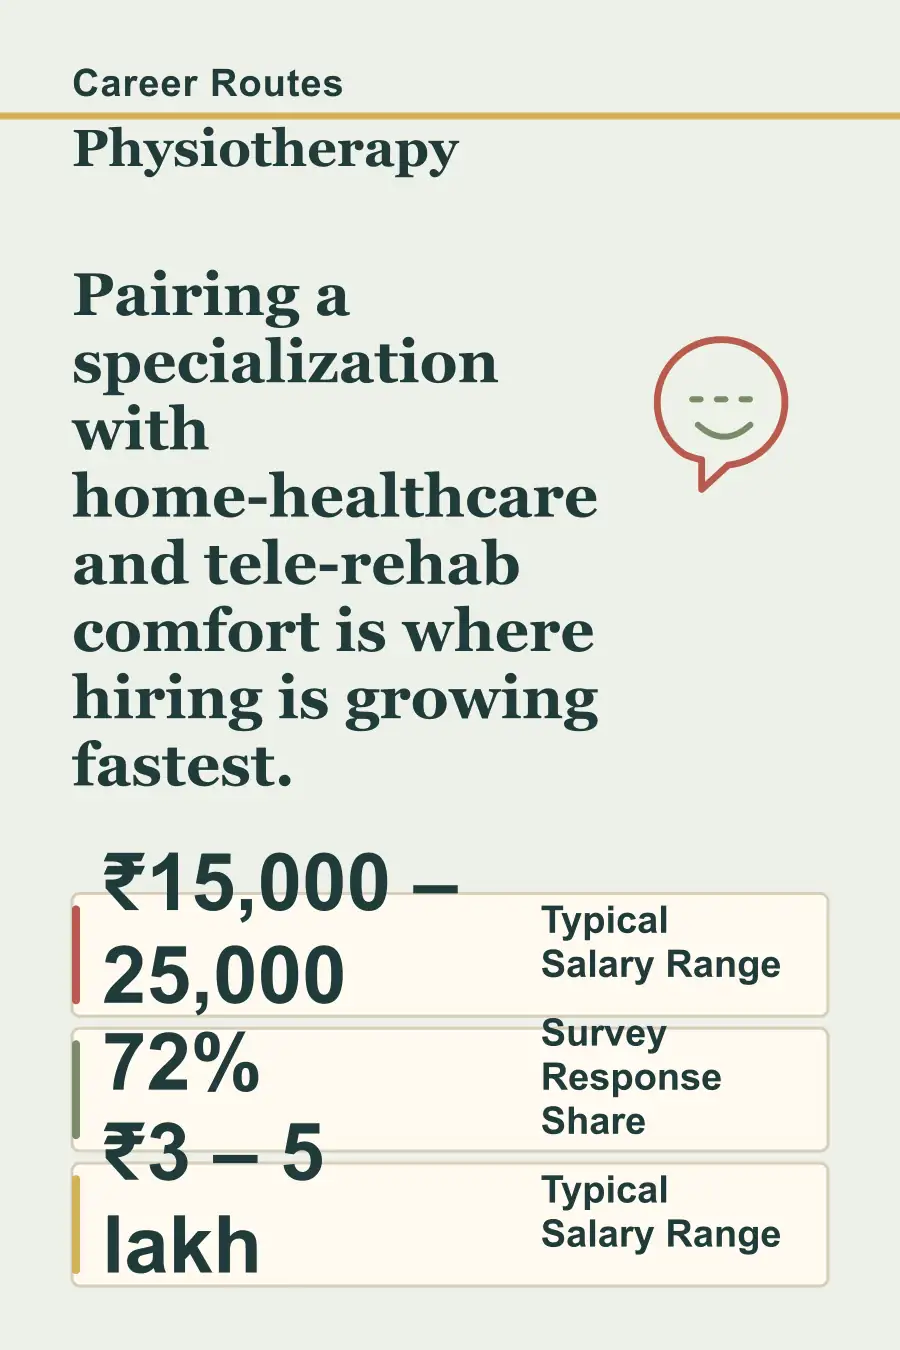 Career Routes
Physiotherapy
Pairing a
specialization
with
home-healthcare
and tele-rehab
comfort is where
hiring is growing
fastest.
₹15,000 –
25,000
Typical
Salary Range
72%
Survey
Response
Share
₹3 – 5
lakh
Typical
Salary Range